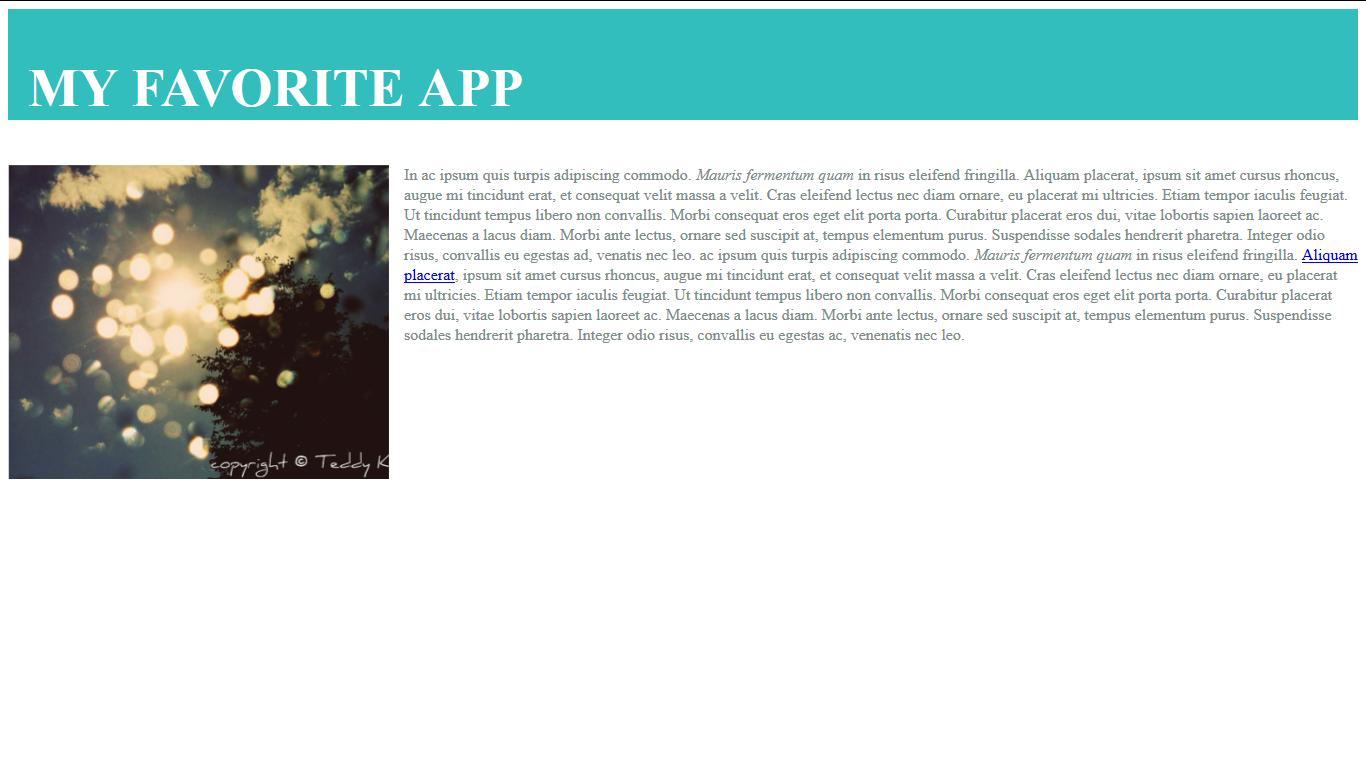 MY FAVORITE APP
In ac ipsum quis turpis adipiscing commodo. Mauris fermentum quam in risus eleifend fringilla. Aliquam placerat, ipsum sit amet cursus rhoncus,
augue mi tincidunt erat, et consequat velit massa a velit. Cras eleifend lectus nec diam ornare, eu placerat mi ultricies. Etiam tempor iaculis feugiat.
Ut tincidunt tempus libero non convallis. Morbi consequat eros eget elit porta porta. Curabitur placerat eros dui, vitae lobortis sapien laoreet ac.
Maecenas a lacus diam. Morbi ante lectus, ornare sed suscipit at, tempus elementum purus. Suspendisse sodales hendrerit pharetra. Integer odio
risus, convallis eu egestas ad, venatis nec leo. ac ipsum quis turpis adipiscing commodo. Mauris fermentum quam in risus eleifend fringilla. Aliquam
placerat, ipsum sit amet cursus rhoncus, augue mi tincidunt erat, et consequat velit massa a velit. Cras eleifend lectus nec diam ornare, eu placerat
mi ultricies. Etiam tempor iaculis feugiat. Ut tincidunt tempus libero non convallis. Morbi consequat eros eget elit porta porta. Curabitur placerat
eros dui, vitae lobortis sapien laoreet ac. Maecenas a lacus diam. Morbi ante lectus, ornare sed suscipit at, tempus elementum purus. Suspendisse
sodales hendrerit pharetra. Integer odio risus, convallis eu egestas ac, venenatis nec leo.
copyright © Teddy K